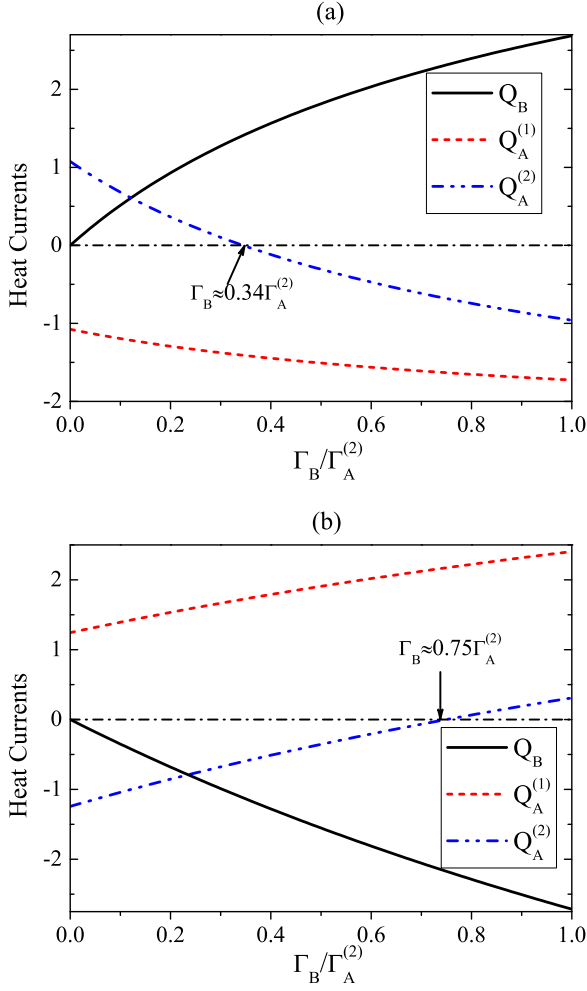 (a)
2
1
0
-1
-2
Heat Currents
Q_B
Q_A^(1)
Q_A^(2)
Γ_B≈0.34Γ_A^(2)
0.0 0.2 0.4 0.6 0.8 1.0
Γ_B/Γ_A^(2)
(b)
2
1
0
-1
-2
Heat Currents
Γ_B≈0.75Γ_A^(2)
Q_B
Q_A^(1)
Q_A^(2)
0.0 0.2 0.4 0.6 0.8 1.0
Γ_B/Γ_A^(2)